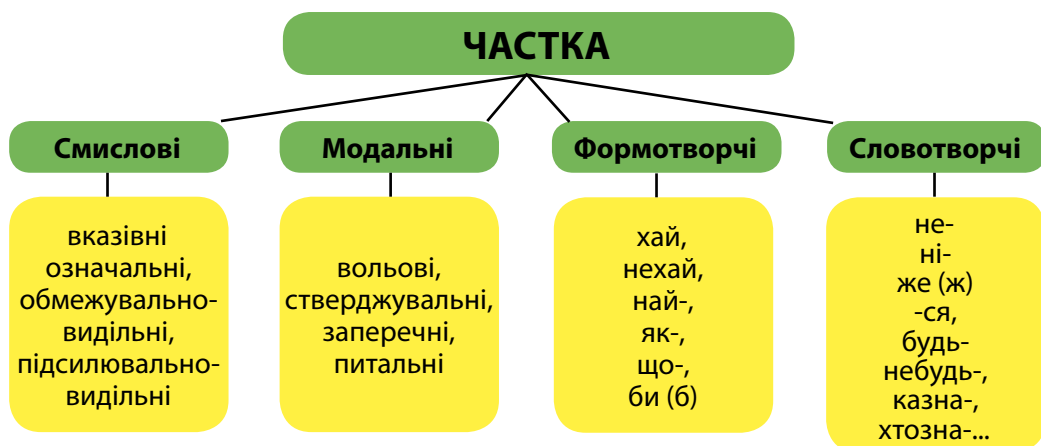 ЧАСТКА
Смислові
вказівні
означальні,
обмежувально-
видільні,
підсилювально-
видільні
Модальні
вольові,
стверджувальні,
заперечні,
питальні
Формотворчі
хай,
нехай,
най-,
як-,
що-,
би (б)
Словотворчі
не-
ні-
же (ж)
-ся,
будь-
небудь-,
казна-,
хтозна-...